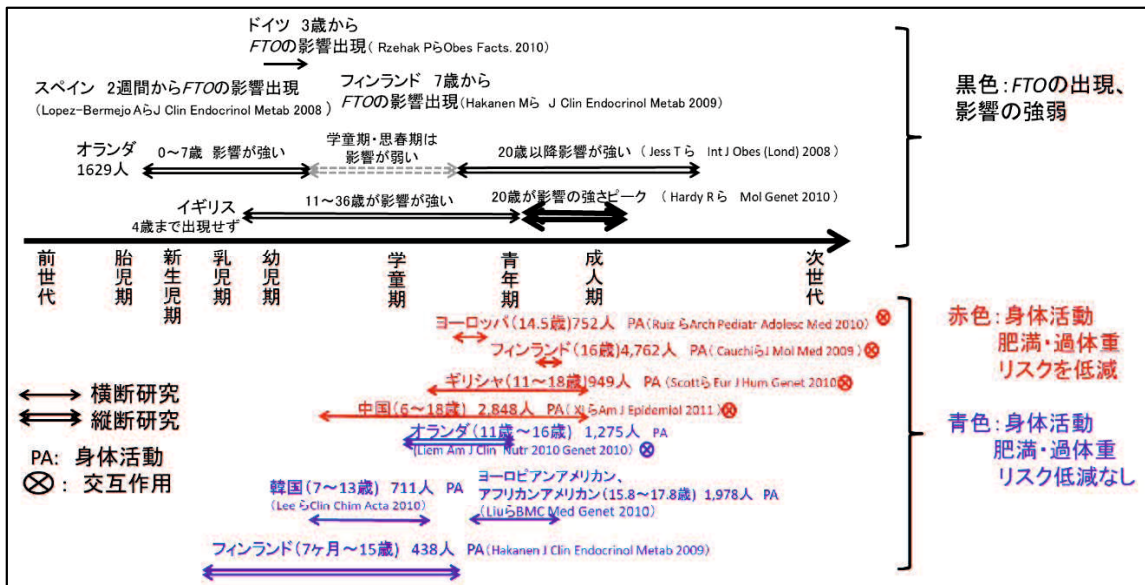 ドイツ 3歳から
FTOの影響出現( Rzehak PらObes Facts. 2010)
スペイン 2週間からFTOの影響出現
(Lopez-Bermejo AらJ Clin Endocrinol Metab 2008 )
フィンランド 7歳から
FTOの影響出現(Hakanen Mら J Clin Endocrinol Metab 2009)
黒色:FTOの出現、
影響の強弱
オランダ
1629人
0~7歳 影響が強い
学童期・思春期は
影響が弱い
20歳以降影響が強い ( Jess Tら Int J Obes (Lond) 2008)
イギリス
4歳まで出現せず
11~36歳が影響が強い
20歳が影響の強さピーク ( Hardy Rら Mol Genet 2010 )
前世代
胎児期
新生児期
乳児期
幼児期
学童期
青年期
成人期
次世代
ヨーロッパ(14.5歳)752人 PA(RuizらArch Pediatr Adolesc Med 2010)
フィンランド(16歳)4,762人 PA(CauchiらJ Mol Med 2009)
ギリシャ(11~18歳)949人 PA(ScottらEur J Hum Genet 2010
中国(6~18歳) 2,848人 PA(XiらAm J Epidemiol 2011)
オランダ(11歳~16歳) 1,275人 PA
(Liem Am J Clin Nutr 2010 Genet 2010)
韓国(7~13歳) 711人 PA
(LeeらClin Chim Acta 2010)
ヨーロピアンアメリカン、
アフリカンアメリカン(15.8~17.8歳) 1,978人 PA
(LiuらBMC Med Genet 2010)
フィンランド(7ヶ月~15歳) 438人 PA(Hakanen J Clin Endocrinol Metab 2009)
横断研究
縦断研究
PA: 身体活動
⊗: 交互作用
赤色:身体活動
肥満・過体重
リスクを低減
青色:身体活動
肥満・過体重
リスク低減なし